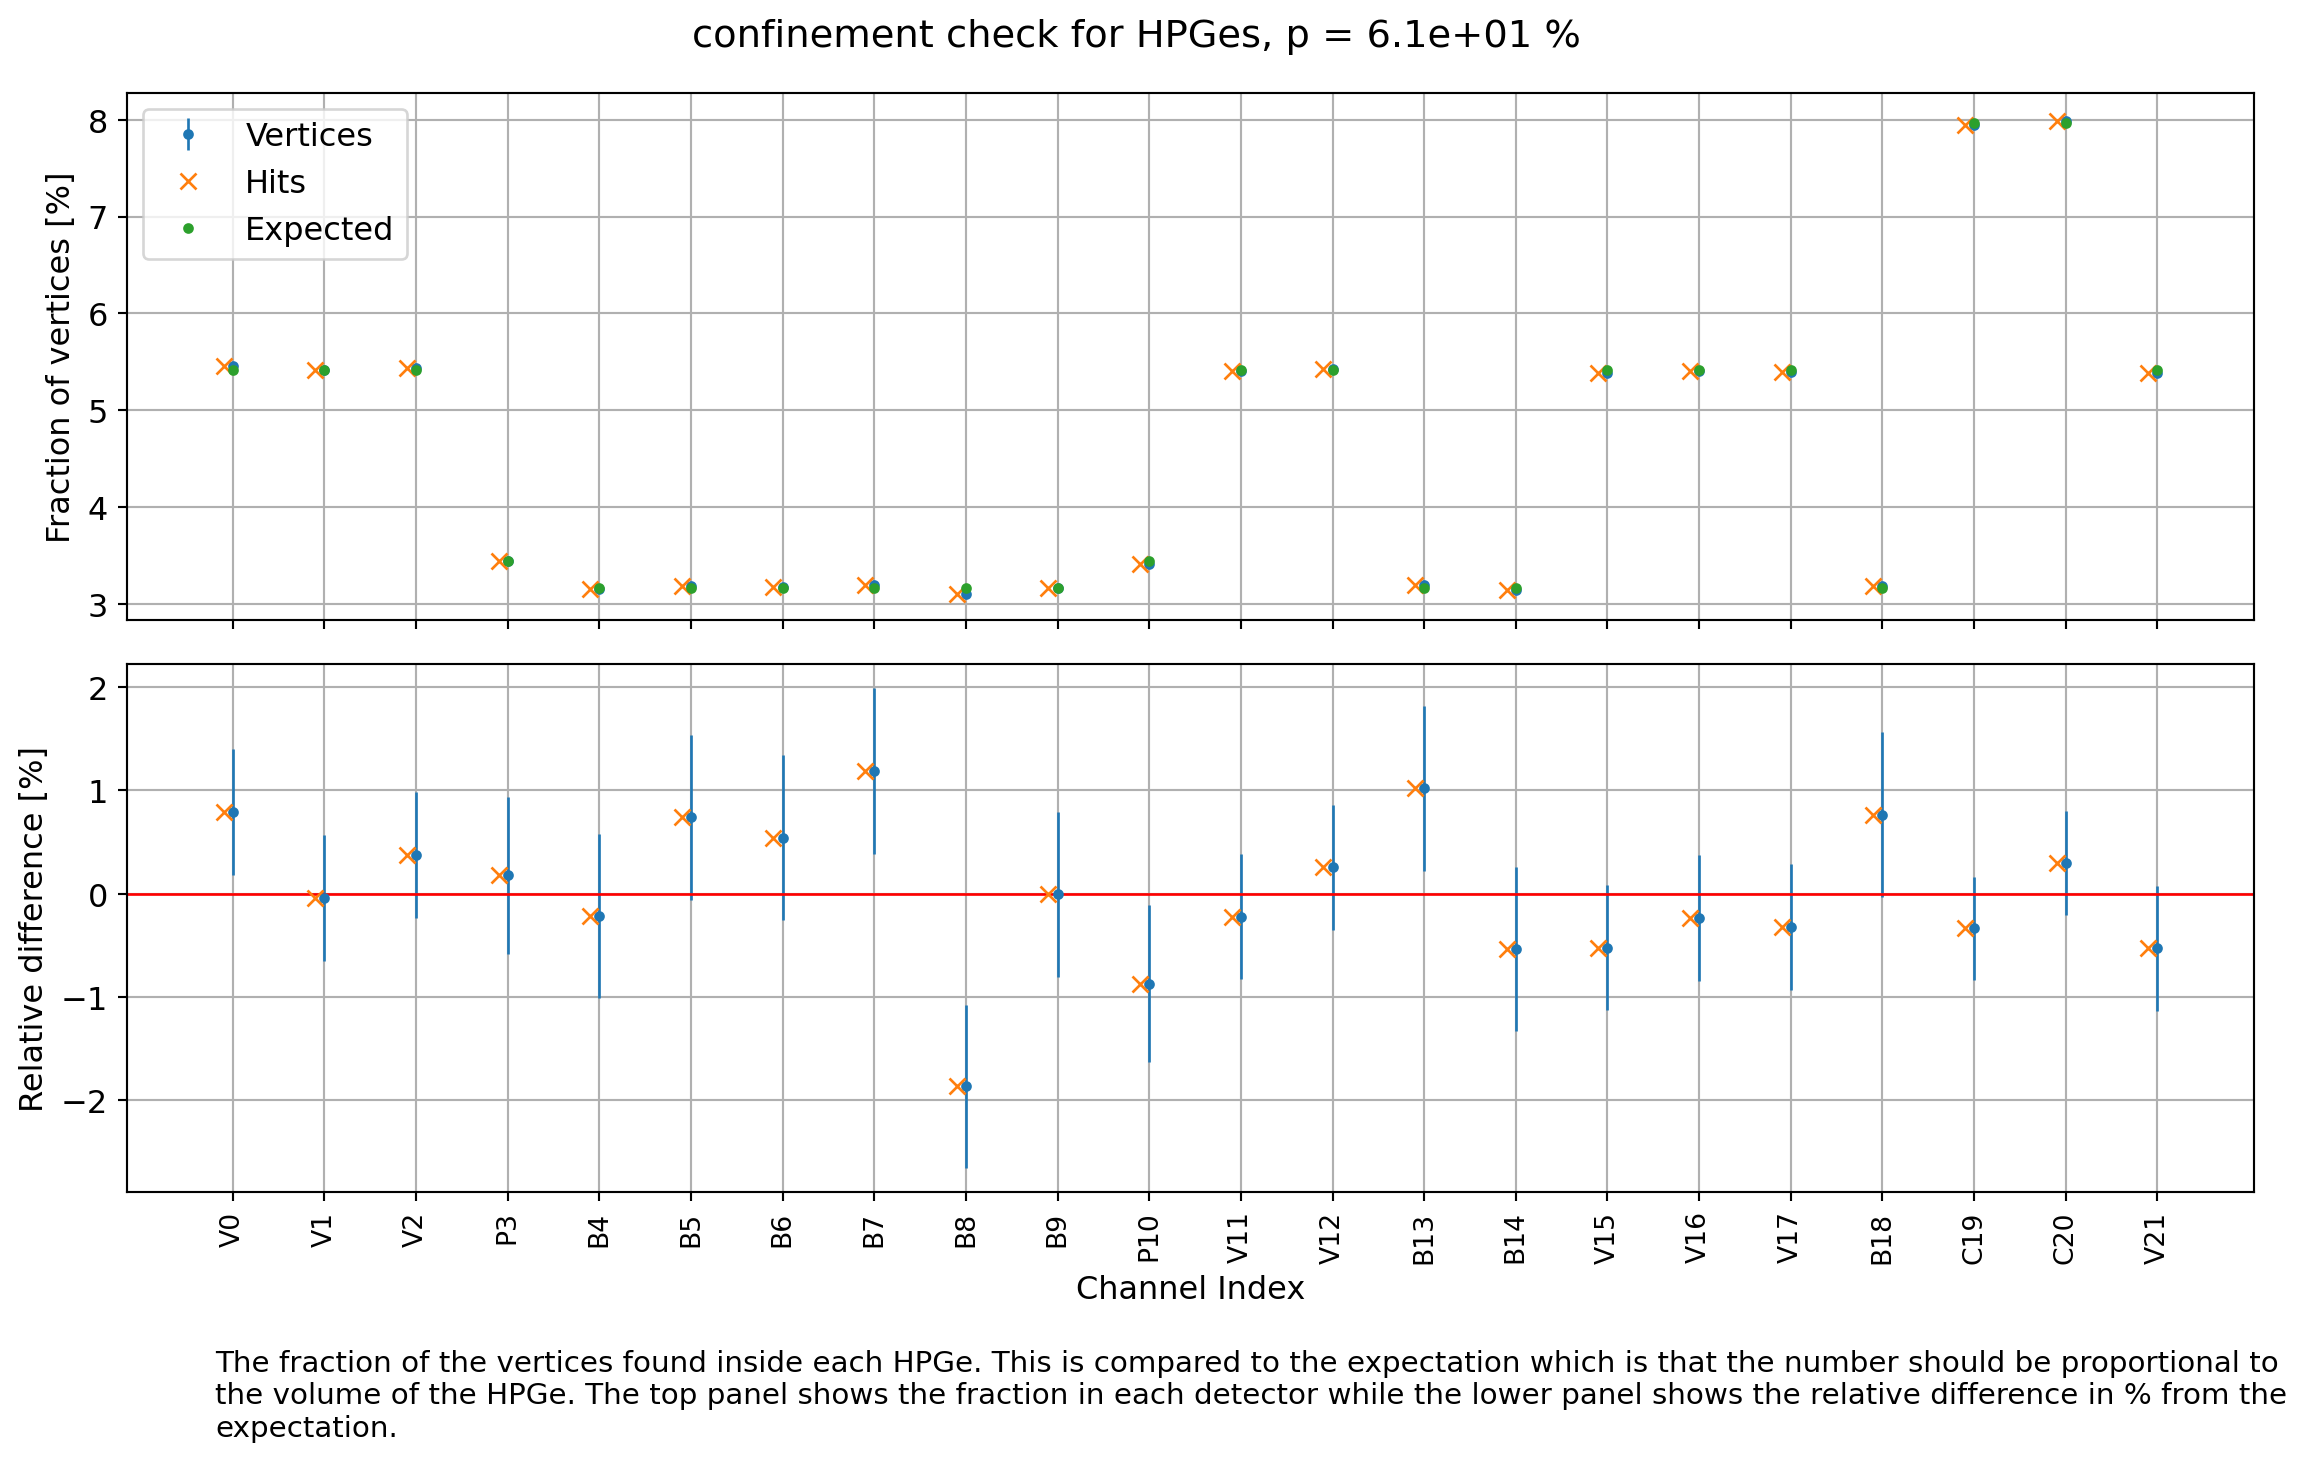 confinement check for HPGes, p = 6.1e+01 %
8
7
6
5
4
3
Fraction of vertices [%]
Vertices
Hits
Expected
2
1
0
−1
−2
Relative difference [%]
V0
V1
V2
P3
B4
B5
B6
B7
B8
B9
P10
V11
V12
B13
B14
V15
V16
V17
B18
C19
C20
V21
Channel Index
The fraction of the vertices found inside each HPGe. This is compared to the expectation which is that the number should be proportional to
the volume of the HPGe. The top panel shows the fraction in each detector while the lower panel shows the relative difference in % from the
expectation.